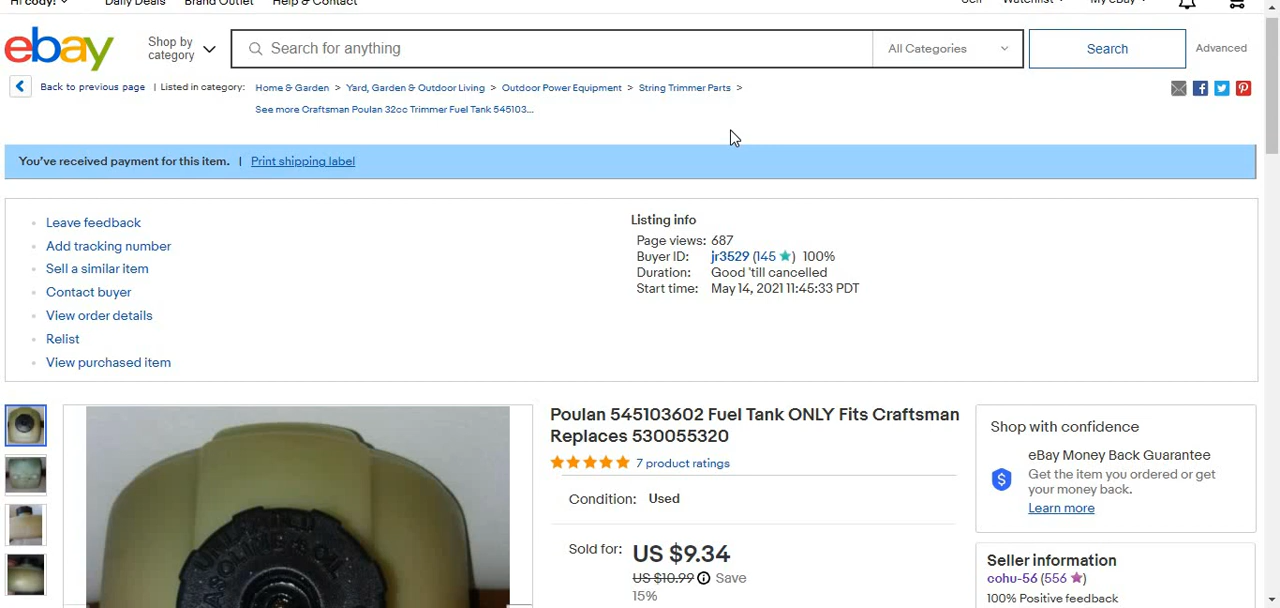 Hi cody!
Daily Deals
Brand Outlet
Help & Contact
Sell
Watchlist
My eBay
ebay
Shop by
category
Search for anything
All Categories
Search
Advanced
Back to previous page | Listed in category: Home & Garden > Yard, Garden & Outdoor Living > Outdoor Power Equipment > String Trimmer Parts >
See more Craftsman Poulan 32cc Trimmer Fuel Tank 545103...
You've received payment for this item. | Print shipping label
Leave feedback
Add tracking number
Sell a similar item
Contact buyer
View order details
Relist
View purchased item
Listing info
Page views: 687
Buyer ID: jr3529 (145 ) 100%
Duration: Good 'till cancelled
Start time: May 14, 2021 11:45:33 PDT
Poulan 545103602 Fuel Tank ONLY Fits Craftsman
Replaces 530055320
7 product ratings
Condition: Used
Sold for: US $9.34
US $10.99 Save
15%
Shop with confidence
eBay Money Back Guarantee
Get the item you ordered or get
your money back.
Learn more
Seller information
cohu-56 (556 )
100% Positive feedback